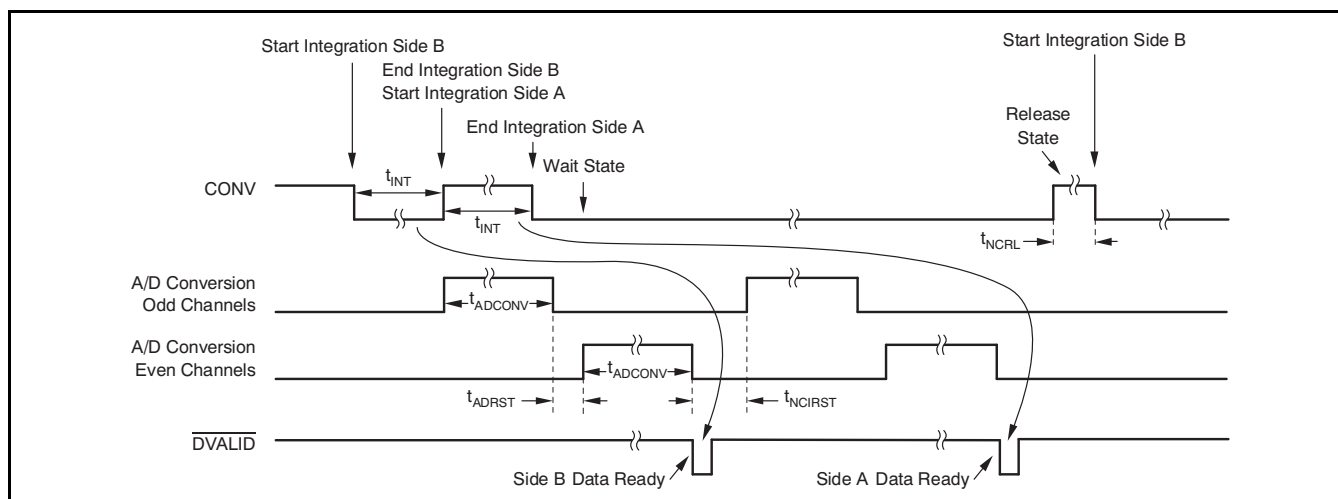 Start Integration Side B
End Integration Side B
Start Integration Side A
End Integration Side A
Wait State
Start Integration Side B
Release
State
CONV
tINT
tINT
tNCRL
A/D Conversion
Odd Channels
tADCONV
A/D Conversion
Even Channels
tADCONV
tADRST
tNCIRST
DVALID
Side B Data Ready
Side A Data Ready